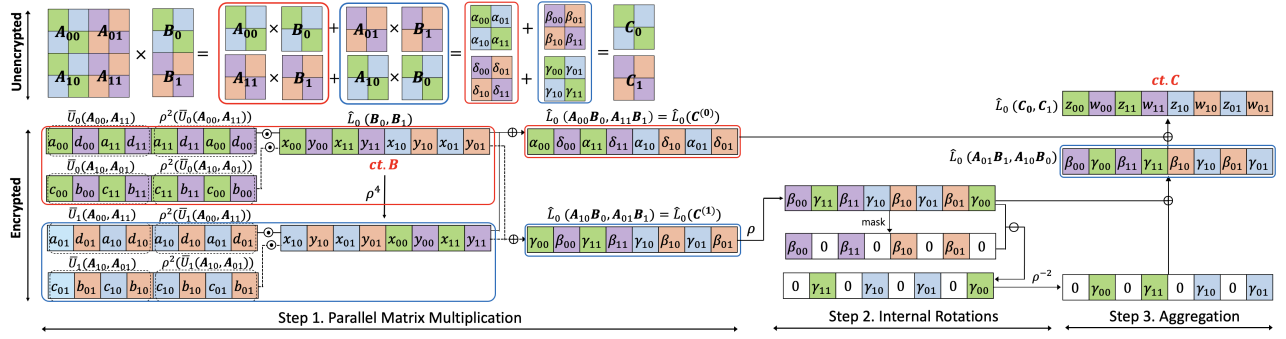 Unencrypted
A₀₀ A₀₁ × B₀ = A₀₀ × B₀ + A₀₁ × B₁ = α₀₀ α₀₁ + β₀₀ β₀₁ = C₀
α₁₀ α₁₁ β₁₀ β₁₁
A₁₀ A₁₁ B₁ A₁₁ × B₁ + A₁₀ × B₀ δ₀₀ δ₀₁ + γ₀₀ γ₀₁ C₁
δ₁₀ δ₁₁ γ₁₀ γ₁₁
Encrypted
Ū₀(A₀₀, A₁₁) ρ²(Ū₀(A₀₀, A₁₁)) L̂₀ (B₀, B₁)
a₀₀ d₀₀ a₁₁ d₁₁ a₁₁ d₁₁ a₀₀ d₀₀ ⊙
⊙ x₀₀ y₀₀ x₁₁ y₁₁ x₁₀ y₁₀ x₀₁ y₀₁ ⊕
Ū₀(A₁₀, A₀₁) ρ²(Ū₀(A₁₀, A₀₁)) ct.B
c₀₀ b₀₀ c₁₁ b₁₁ c₁₁ b₁₁ c₀₀ b₀₀
ρ⁴
Ū₁(A₀₀, A₁₁) ρ²(Ū₁(A₀₀, A₁₁))
a₀₁ d₀₁ a₁₀ d₁₀ a₁₀ d₁₀ a₀₁ d₀₁ ⊙
⊙ x₁₀ y₁₀ x₀₁ y₀₁ x₀₀ y₀₀ x₁₁ y₁₁ ⊕
Ū₁(A₁₀, A₀₁) ρ²(Ū₁(A₁₀, A₀₁))
c₀₁ b₀₁ c₁₀ b₁₀ c₁₀ b₁₀ c₀₁ b₀₁
L̂₀ (A₀₀B₀, A₁₁B₁) = L̂₀(C⁽⁰⁾)
α₀₀ δ₀₀ α₁₁ δ₁₁ α₁₀ δ₁₀ α₀₁ δ₀₁
L̂₀ (A₁₀B₀, A₀₁B₁) = L̂₀(C⁽¹⁾)
γ₀₀ β₀₀ γ₁₁ β₁₁ γ₁₀ β₁₀ γ₀₁ β₀₁ ρ
Step 1. Parallel Matrix Multiplication
β₀₀ γ₁₁ β₁₁ γ₁₀ β₁₀ γ₀₁ β₀₁ γ₀₀ ⊕
mask
β₀₀ 0 β₁₁ 0 β₁₀ 0 β₀₁ 0 ⊖
0 γ₁₁ 0 γ₁₀ 0 γ₀₁ 0 γ₀₀ ρ⁻²
Step 2. Internal Rotations
ct.C
L̂₀ (C₀, C₁) z₀₀ w₀₀ z₁₁ w₁₁ z₁₀ w₁₀ z₀₁ w₀₁
⊕
L̂₀ (A₀₁B₁, A₁₀B₀) β₀₀ γ₀₀ β₁₁ γ₁₁ β₁₀ γ₁₀ β₀₁ γ₀₁
0 γ₀₀ 0 γ₁₁ 0 γ₁₀ 0 γ₀₁
Step 3. Aggregation